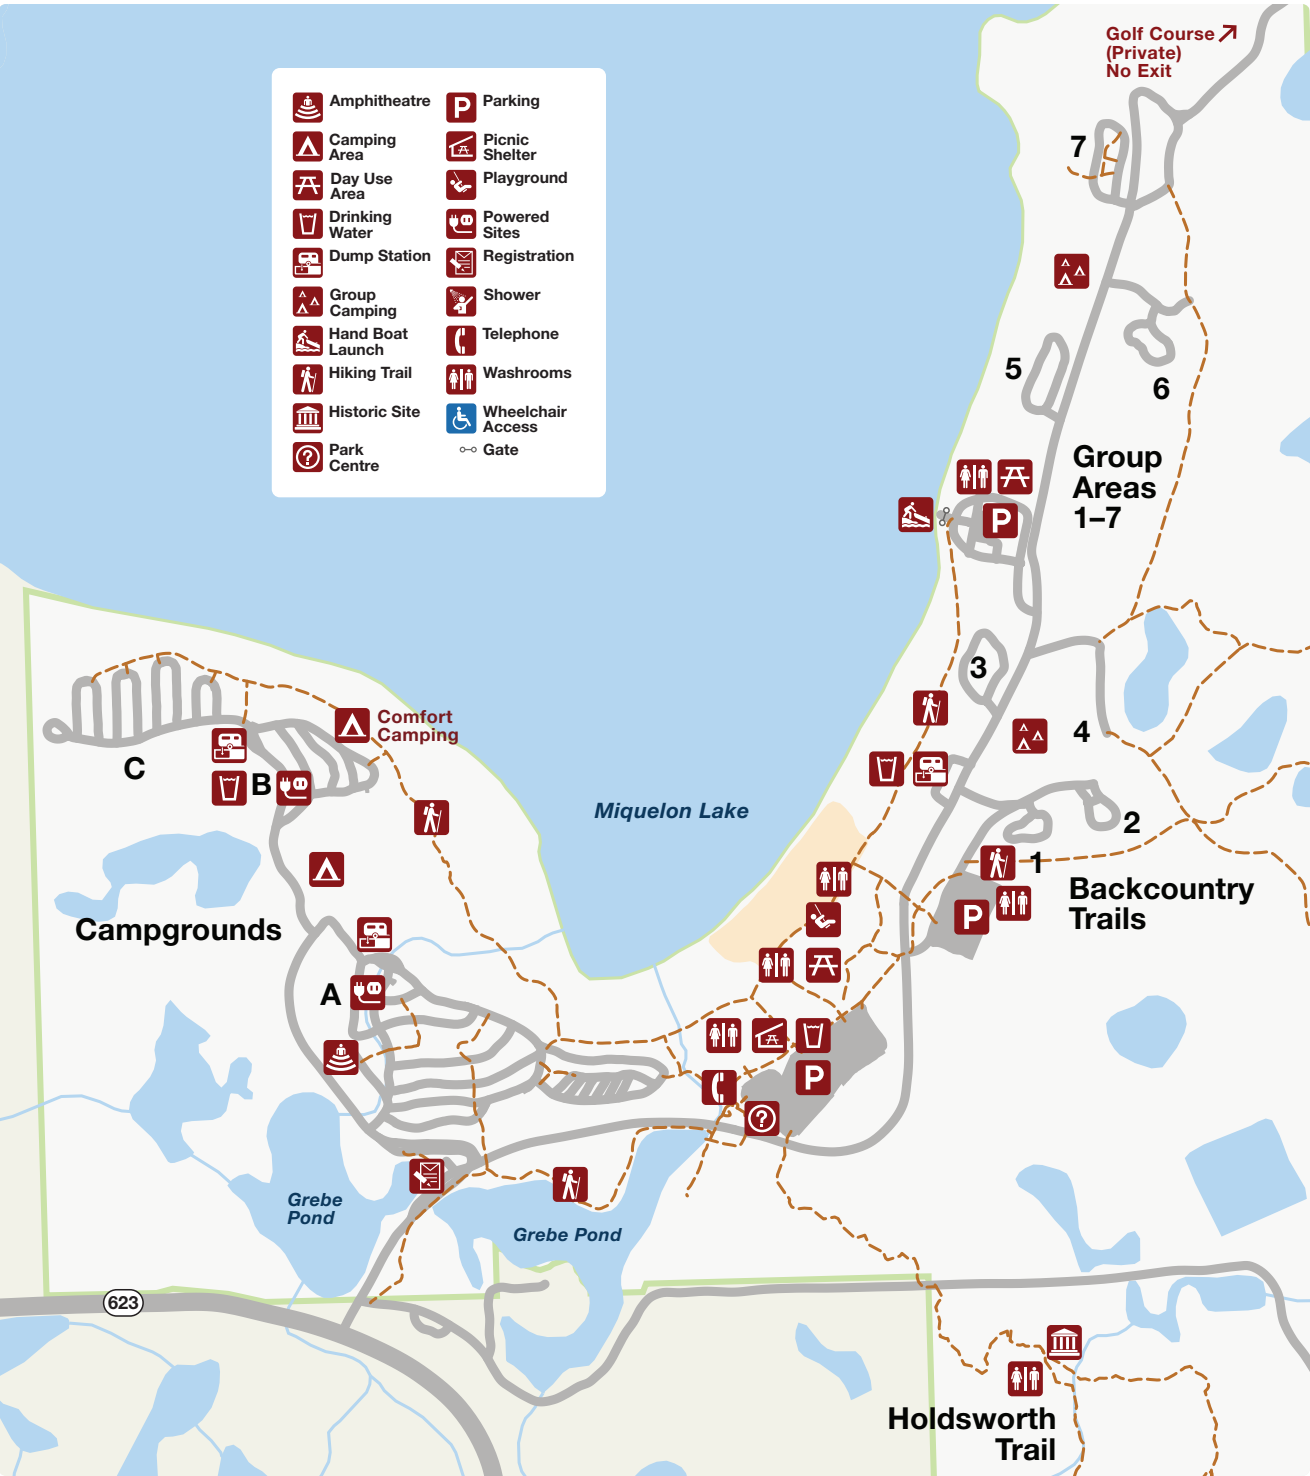 Golf Course
(Private)
No Exit
Amphitheatre
Camping
Area
Day Use
Area
Drinking
Water
Dump Station
Group
Camping
Hand Boat
Launch
Hiking Trail
Historic Site
Park
Centre
P
Parking
Picnic
Shelter
Playground
Powered
Sites
Registration
Shower
Telephone
Washrooms
Wheelchair
Access
Gate
?
7
5
6
Group
Areas
1–7
P
3
4
2
1
Backcountry
Trails
P
Comfort
Camping
C
B
Miquelon Lake
Campgrounds
A
P
?
Grebe
Pond
Grebe Pond
623
Holdsworth
Trail